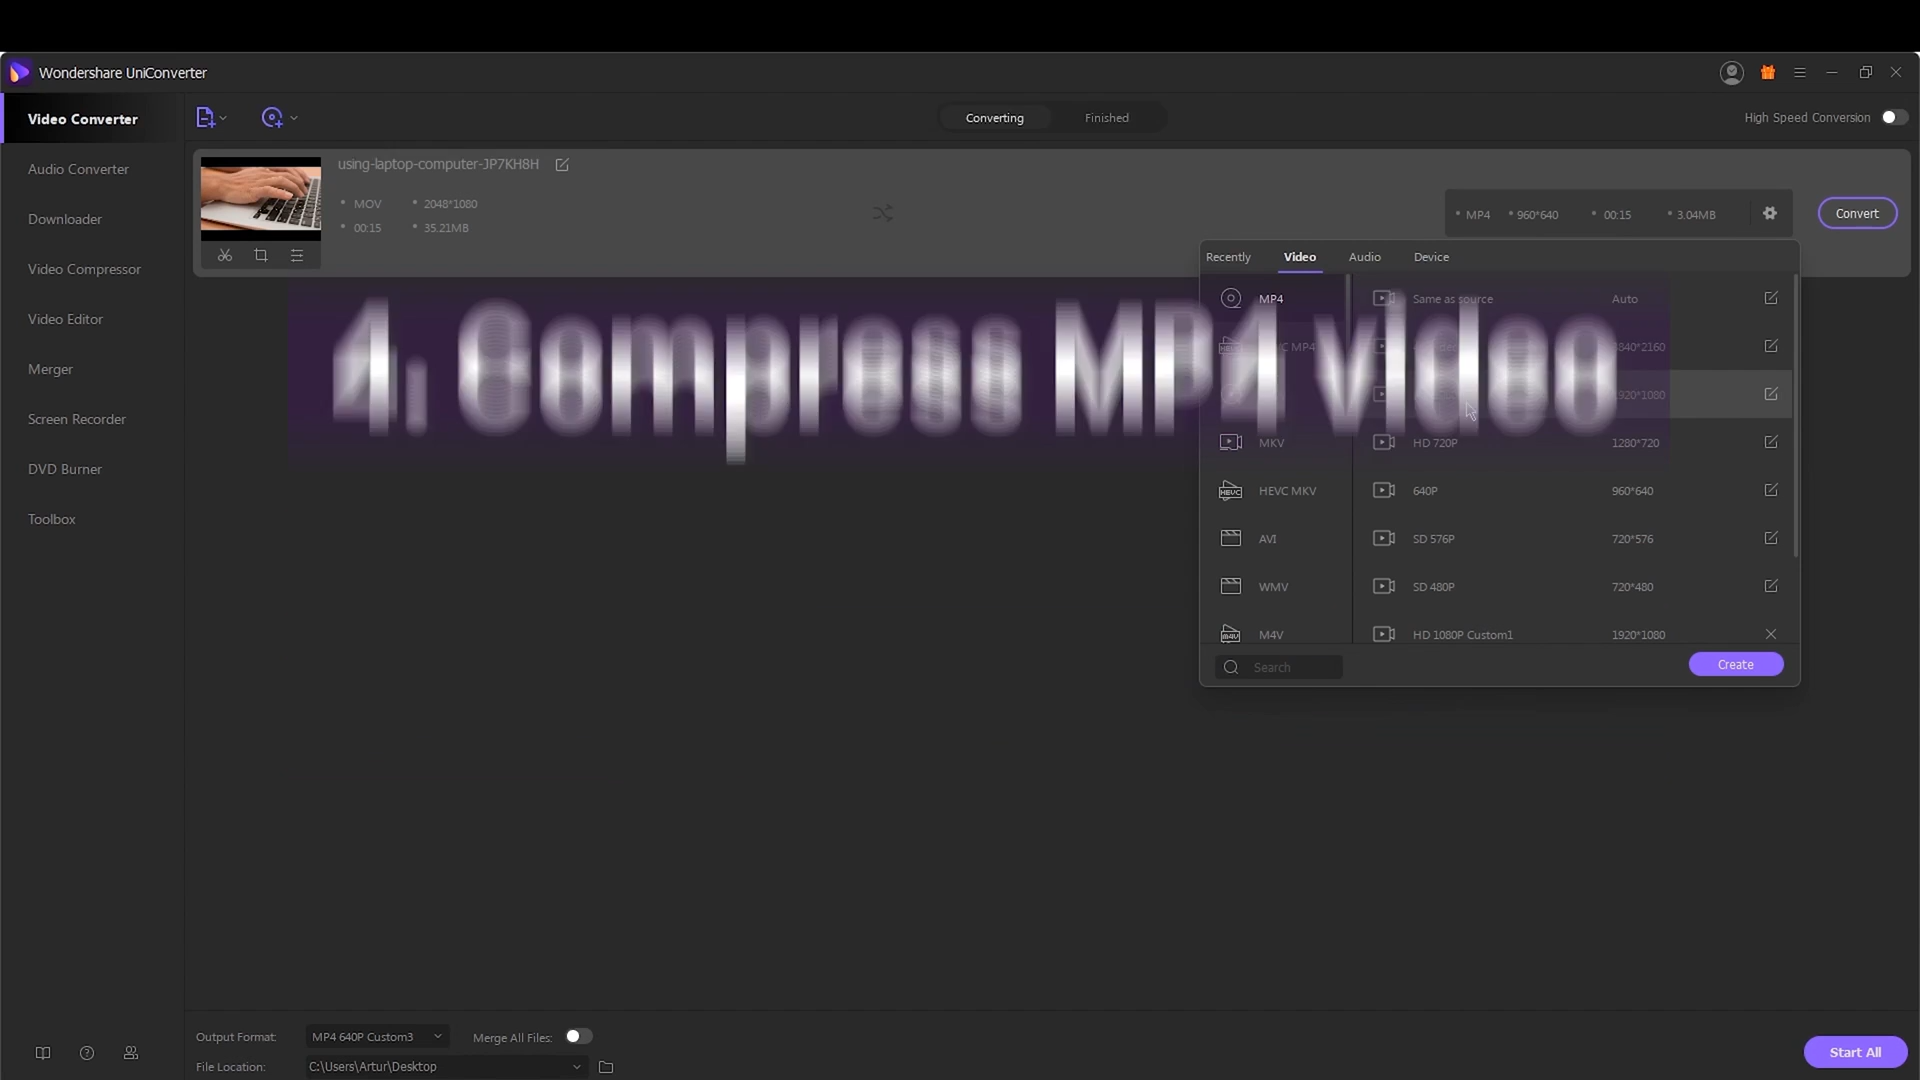 Wondershare UniConverter
Video Converter
Audio Converter
Downloader
Video Compressor
Video Editor
Merger
Screen Recorder
DVD Burner
Toolbox
Converting
Finished
High Speed Conversion
using-laptop-computer-JP7KH8H
MOV 2048*1080
00:15 35.21MB
MP4 960*640 00:15 3.04MB
Convert
Recently Video Audio Device
4. Compress MP4 video
MP4
MKV
HEVC MKV
AVI
WMV
M4V
Same as source Auto
3840*2160
1920*1080
HD 720P 1280*720
640P 960*640
SD 576P 720*576
SD 480P 720*480
HD 1080P Custom1 1920*1080
Search
Create
Output Format: MP4 640P Custom3
Merge All Files:
File Location: C:\Users\Artur\Desktop
Start All